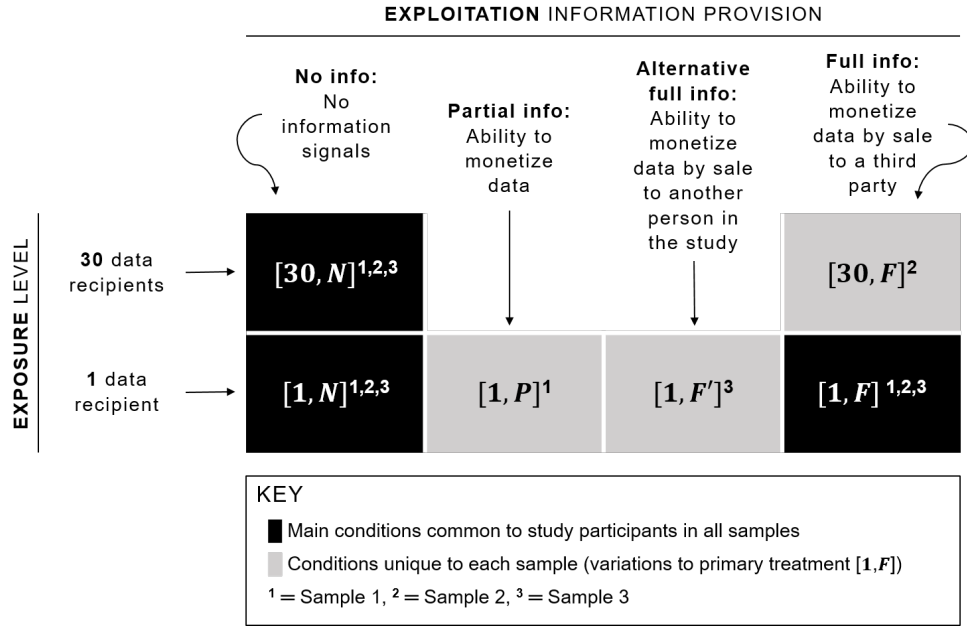 EXPLOITATION INFORMATION PROVISION
No info:
No
information
signals
Partial info:
Ability to
monetize
data
Alternative
full info:
Ability to
monetize
data by sale
to another
person in
the study
Full info:
Ability to
monetize
data by sale
to a third
party
EXPOSURE LEVEL
30 data
recipients
[30, N]¹,²,³
[30, F]²
1 data
recipient
[1, N]¹,²,³
[1, P]¹
[1, F′]³
[1, F] ¹,²,³
KEY
Main conditions common to study participants in all samples
Conditions unique to each sample (variations to primary treatment [1,F])
¹ = Sample 1, ² = Sample 2, ³ = Sample 3